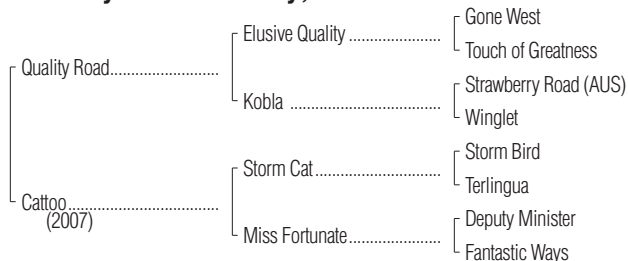 Gone West
Elusive Quality
Touch of Greatness
Quality Road
Strawberry Road (AUS)
Kobla
Winglet
Storm Bird
Storm Cat
Terlingua
Cattoo
(2007)
Deputy Minister
Miss Fortunate
Fantastic Ways